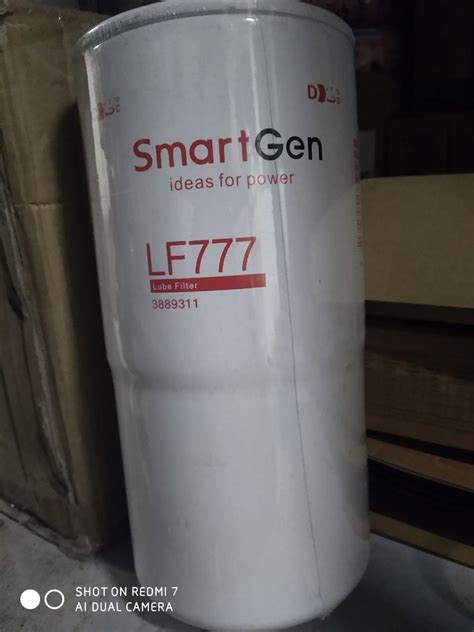 SmartGen
ideas for power
LF777
Lube Filter
3889311
SHOT ON REDMI 7
AI DUAL CAMERA